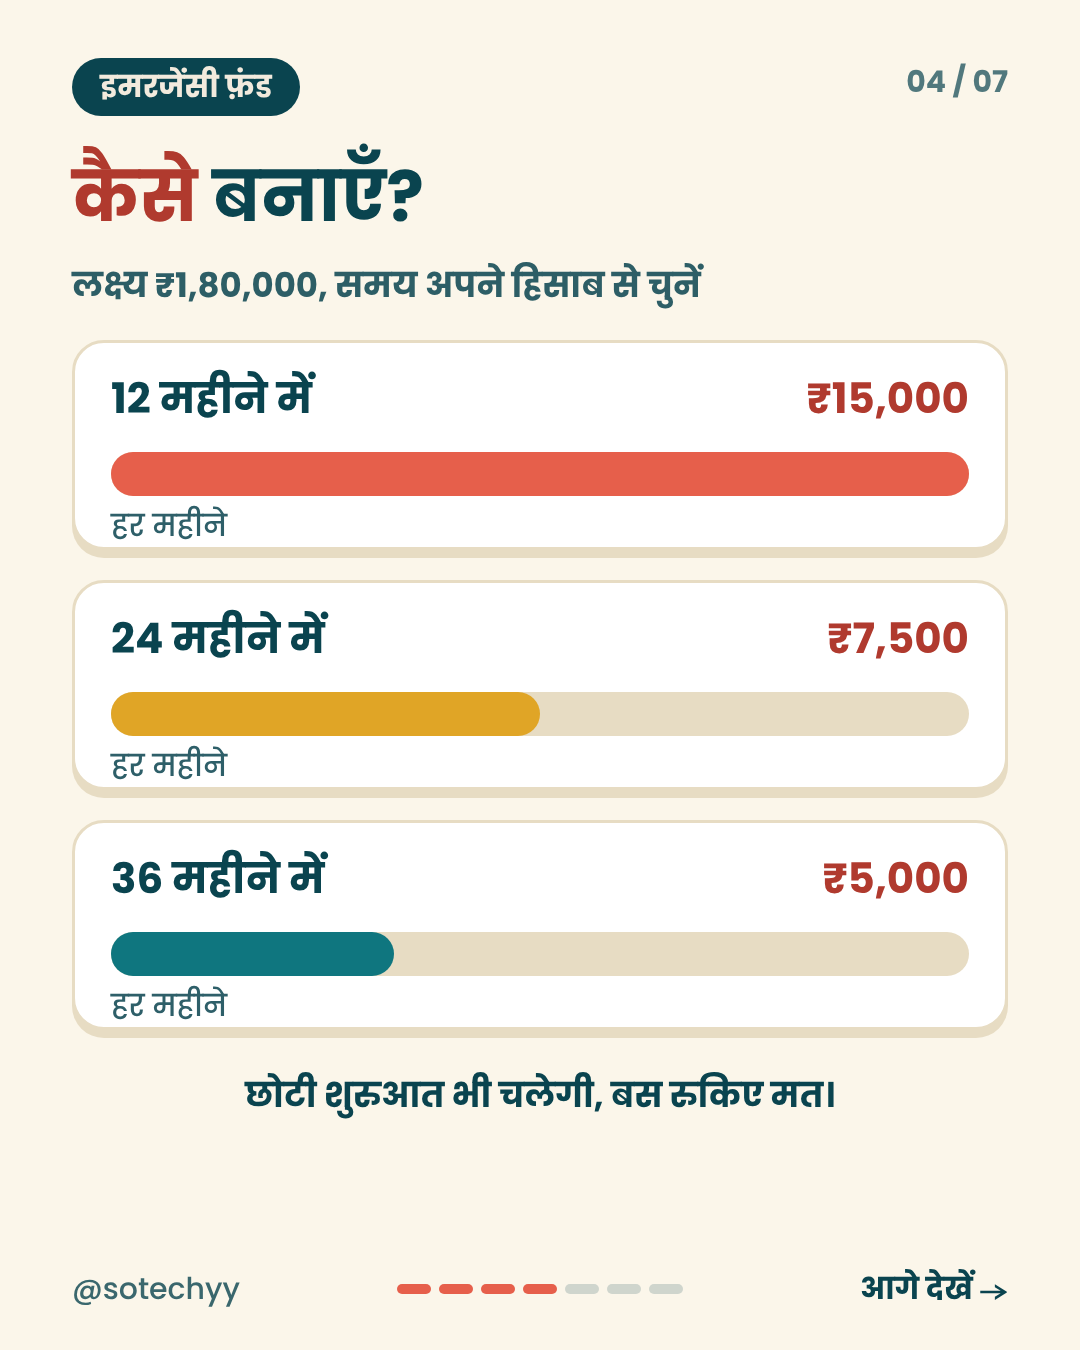 इमरजेंसी फ़ंड
04 / 07
कैसे बनाएँ?
लक्ष्य ₹1,80,000, समय अपने हिसाब से चुनें
12 महीने में
₹15,000
हर महीने
24 महीने में
₹7,500
हर महीने
36 महीने में
₹5,000
हर महीने
छोटी शुरुआत भी चलेगी, बस रुकिए मत।
@sotechyy
आगे देखें →